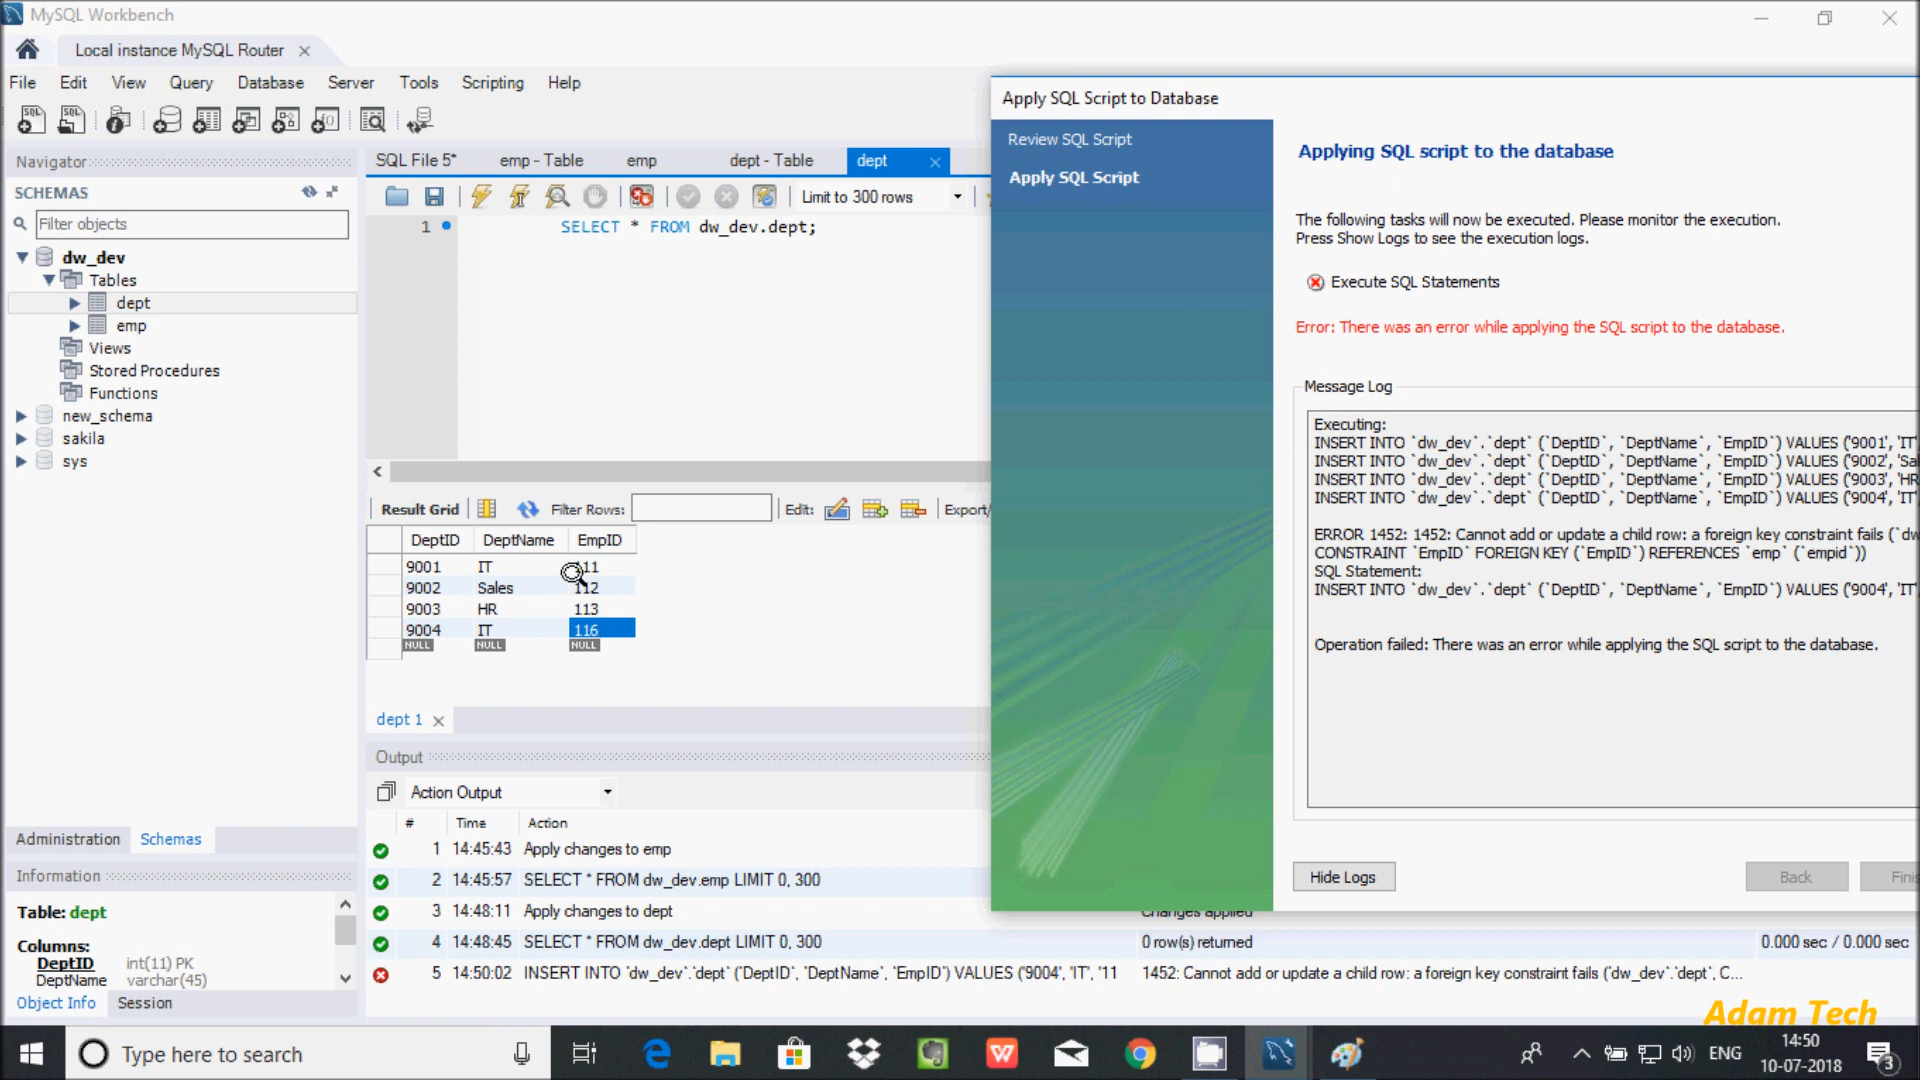 MySQL Workbench
Local instance MySQL Router
File Edit View Query Database Server Tools Scripting Help
Navigator
SCHEMAS
Filter objects
dw_dev
Tables
dept
emp
Views
Stored Procedures
Functions
new_schema
sakila
sys
Administration Schemas
Information
Table: dept
Columns:
DeptID int(11) PK
DeptName varchar(45)
Object Info Session
SQL File 5* emp - Table emp dept - Table dept
Limit to 300 rows
1 SELECT * FROM dw_dev.dept;
Result Grid Filter Rows: Edit: Export/
DeptID DeptName EmpID
9001 IT 11
9002 Sales 112
9003 HR 113
9004 IT 116
NULL NULL NULL
dept 1
Output
Action Output
# Time Action
1 14:45:43 Apply changes to emp
2 14:45:57 SELECT * FROM dw_dev.emp LIMIT 0, 300
3 14:48:11 Apply changes to dept Changes applied
4 14:48:45 SELECT * FROM dw_dev.dept LIMIT 0, 300 0 row(s) returned 0.000 sec / 0.000 sec
5 14:50:02 INSERT INTO `dw_dev`.`dept` (`DeptID`, `DeptName`, `EmpID`) VALUES ('9004', 'IT', '11 1452: Cannot add or update a child row: a foreign key constraint fails (`dw_dev`.`dept`, C...
Apply SQL Script to Database
Review SQL Script
Apply SQL Script
Applying SQL script to the database
The following tasks will now be executed. Please monitor the execution.
Press Show Logs to see the execution logs.
Execute SQL Statements
Error: There was an error while applying the SQL script to the database.
Message Log
Executing:
INSERT INTO `dw_dev`.`dept` (`DeptID`, `DeptName`, `EmpID`) VALUES ('9001', 'IT'
INSERT INTO `dw_dev`.`dept` (`DeptID`, `DeptName`, `EmpID`) VALUES ('9002', 'Sal
INSERT INTO `dw_dev`.`dept` (`DeptID`, `DeptName`, `EmpID`) VALUES ('9003', 'HR
INSERT INTO `dw_dev`.`dept` (`DeptID`, `DeptName`, `EmpID`) VALUES ('9004', 'IT'
ERROR 1452: 1452: Cannot add or update a child row: a foreign key constraint fails (`dw
CONSTRAINT `EmpID` FOREIGN KEY (`EmpID`) REFERENCES `emp` (`empid`))
SQL Statement:
INSERT INTO `dw_dev`.`dept` (`DeptID`, `DeptName`, `EmpID`) VALUES ('9004', 'IT'
Operation failed: There was an error while applying the SQL script to the database.
Hide Logs Back Finis
Adam Tech
Type here to search
ENG
14:50
10-07-2018
3